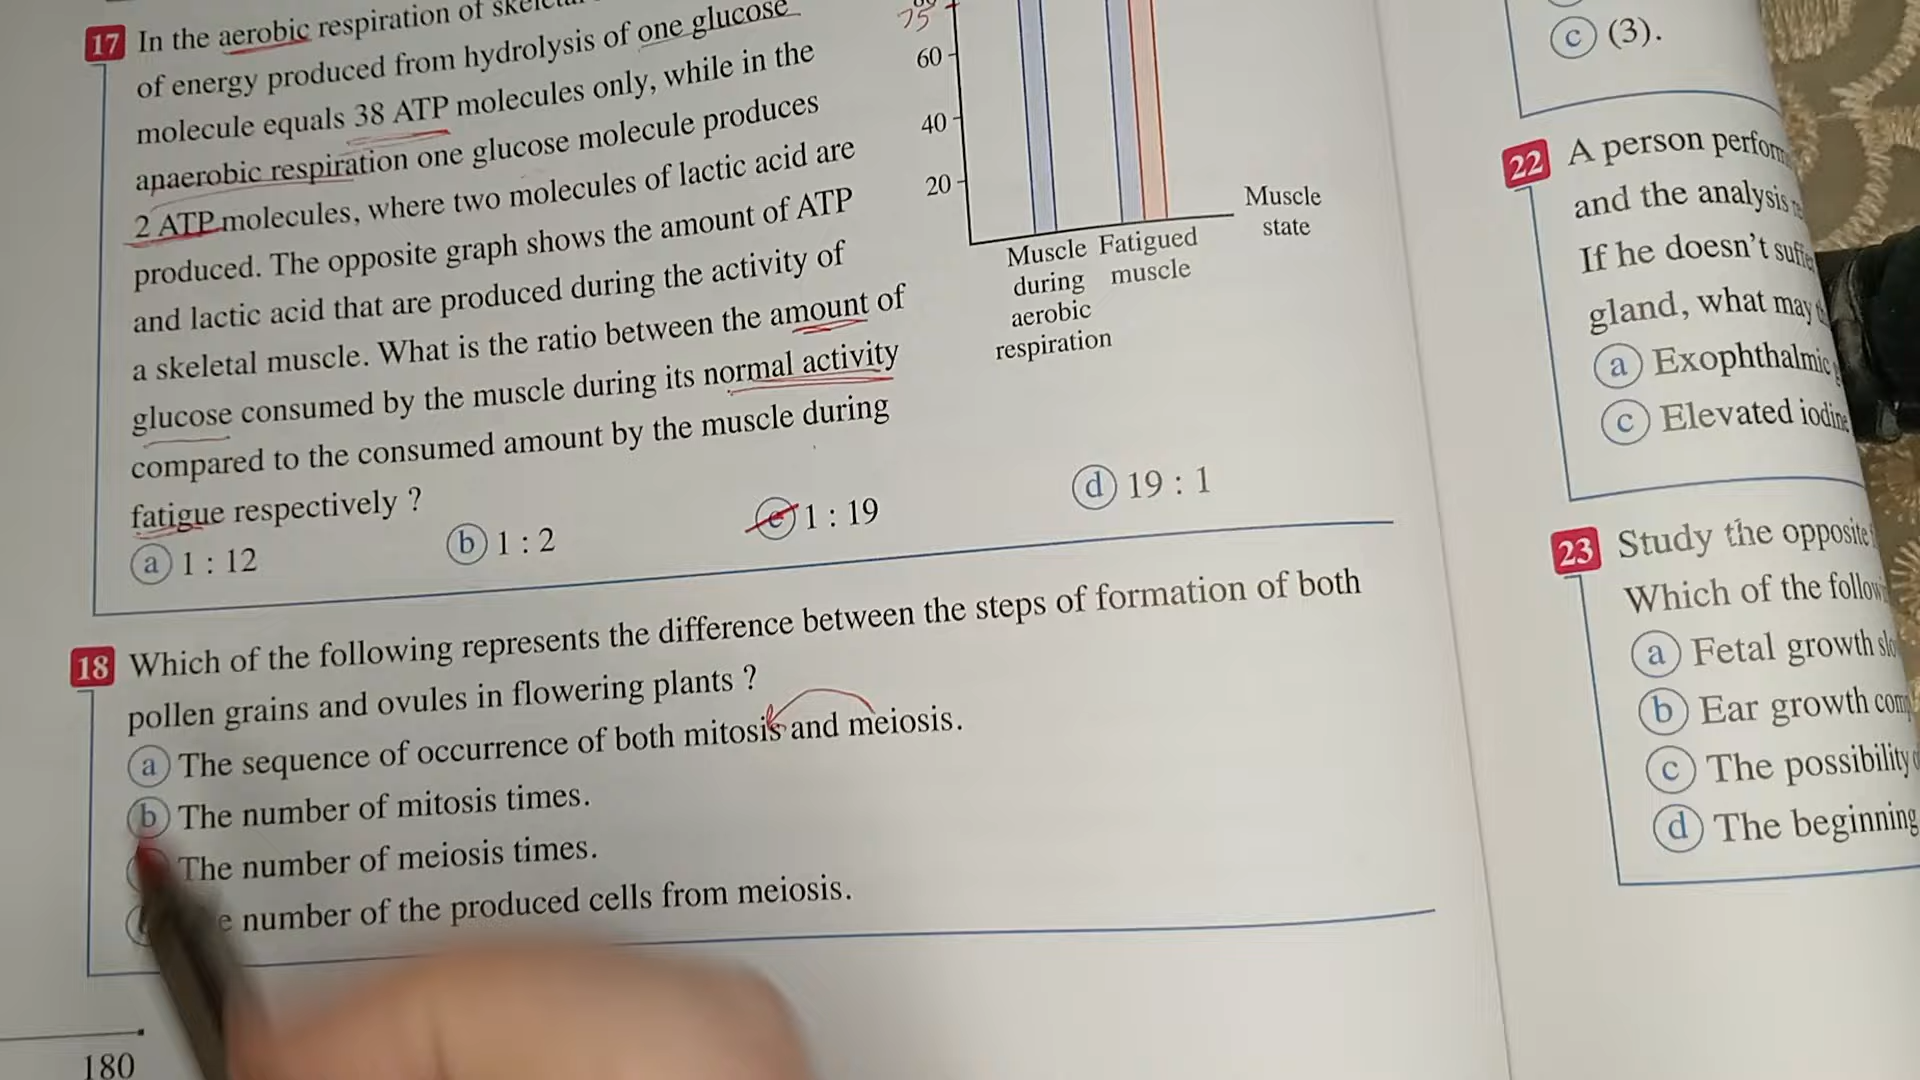 17 In the aerobic respiration of
of energy produced from hydrolysis of one glucose
molecule equals 38 ATP molecules only, while in the
anaerobic respiration one glucose molecule produces
2 ATP molecules, where two molecules of lactic acid are
produced. The opposite graph shows the amount of ATP
and lactic acid that are produced during the activity of
a skeletal muscle. What is the ratio between the amount of
glucose consumed by the muscle during its normal activity
compared to the consumed amount by the muscle during
fatigue respectively ?
a 1 : 12
b 1 : 2
c 1 : 19
d 19 : 1
75
60
40
20
Muscle
during
aerobic
respiration
Fatigued
muscle
Muscle
state
18 Which of the following represents the difference between the steps of formation of both
pollen grains and ovules in flowering plants ?
a The sequence of occurrence of both mitosis and meiosis.
b The number of mitosis times.
The number of meiosis times.
number of the produced cells from meiosis.
180
c (3).
22 A person
and the analysis
If he doesn't
gland, what may
a Exophthalmic
c Elevated
23 Study the opposite
Which of the
a Fetal growth
b Ear growth
c The possibility
d The beginning